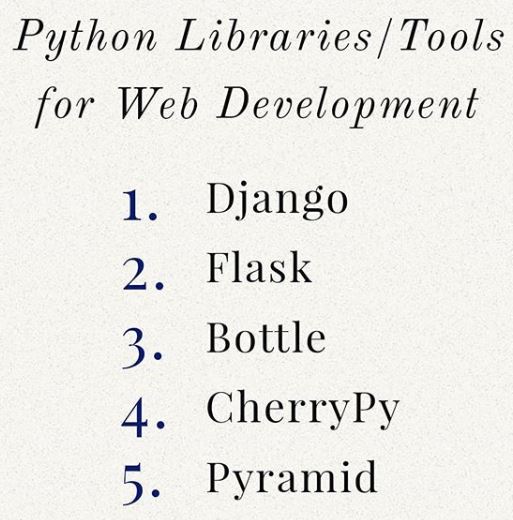 Python Libraries/Tools
for Web Development
1. Django
2. Flask
3. Bottle
4. CherryPy
5. Pyramid